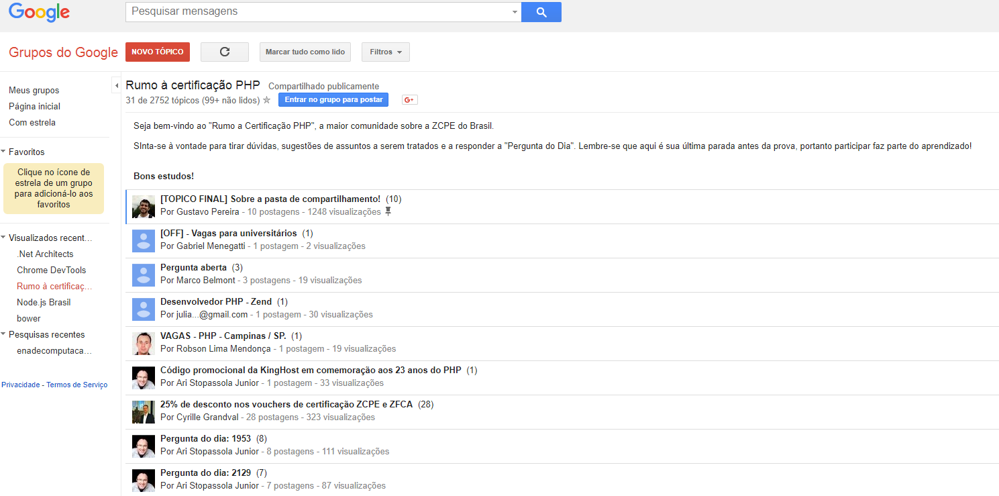 Google
Pesquisar mensagens
Grupos do Google
NOVO TÓPICO
Marcar tudo como lido
Filtros
Meus grupos
Página inicial
Com estrela
Favoritos
Clique no ícone de
estrela de um grupo
para adicioná-lo aos
favoritos
Visualizados recent...
.Net Architects
Chrome DevTools
Rumo à certificaç...
Node.js Brasil
bower
Pesquisas recentes
enadecomputaca...
Privacidade - Termos de Serviço
Rumo à certificação PHP Compartilhado publicamente
31 de 2752 tópicos (99+ não lidos) Entrar no grupo para postar G+
Seja bem-vindo ao "Rumo a Certificação PHP", a maior comunidade sobre a ZCPE do Brasil.
SInta-se à vontade para tirar dúvidas, sugestões de assuntos a serem tratados e a responder a "Pergunta do Dia". Lembre-se que aqui é sua última parada antes da prova, portanto participar faz parte do aprendizado!
Bons estudos!
[TOPICO FINAL] Sobre a pasta de compartilhamento! (10)
Por Gustavo Pereira - 10 postagens - 1248 visualizações
[OFF] - Vagas para universitários (1)
Por Gabriel Menegatti - 1 postagem - 2 visualizações
Pergunta aberta (3)
Por Marco Belmont - 3 postagens - 19 visualizações
Desenvolvedor PHP - Zend (1)
Por julia...@gmail.com - 1 postagem - 30 visualizações
VAGAS - PHP - Campinas / SP. (1)
Por Robson Lima Mendonça - 1 postagem - 19 visualizações
Código promocional da KingHost em comemoração aos 23 anos do PHP (1)
Por Ari Stopassola Junior - 1 postagem - 33 visualizações
25% de desconto nos vouchers de certificação ZCPE e ZFCA (28)
Por Cyrille Grandval - 28 postagens - 323 visualizações
Pergunta do dia: 1953 (8)
Por Ari Stopassola Junior - 8 postagens - 111 visualizações
Pergunta do dia: 2129 (7)
Por Ari Stopassola Junior - 7 postagens - 87 visualizações